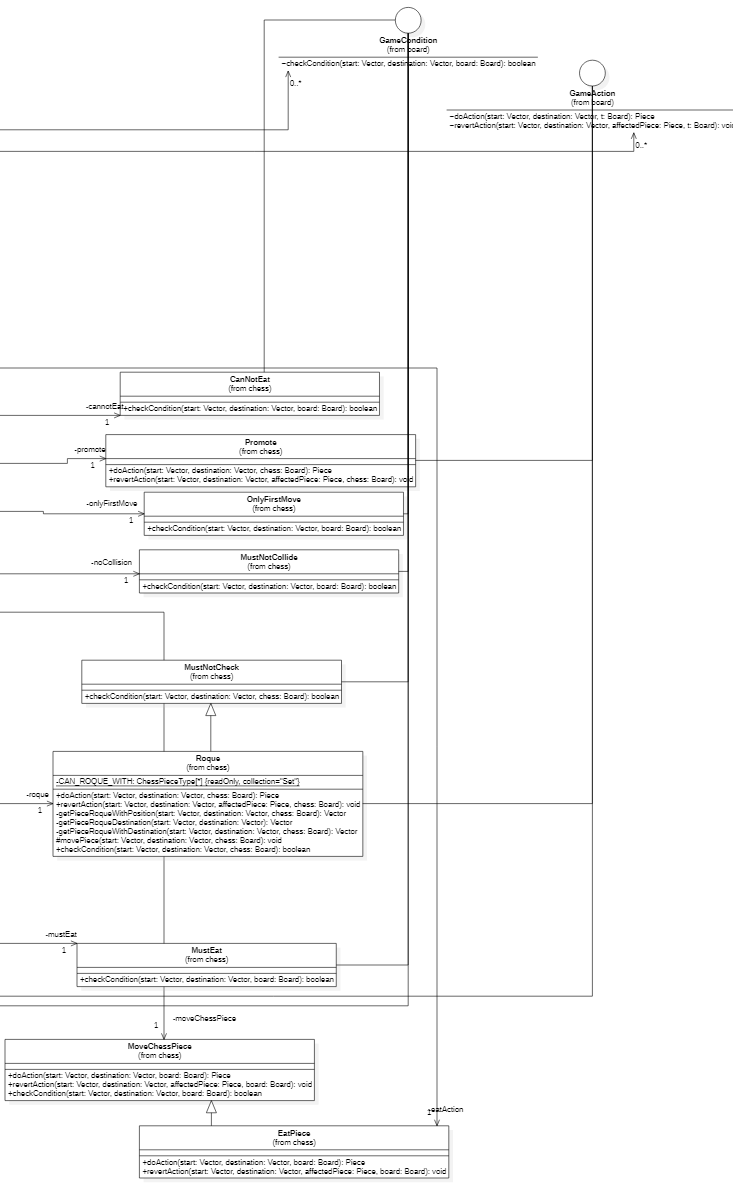 GameCondition
(from board)
~checkCondition(start: Vector, destination: Vector, board: Board): boolean
0..*
GameAction
(from board)
~doAction(start: Vector, destination: Vector, t: Board): Piece
~revertAction(start: Vector, destination: Vector, affectedPiece: Piece, t: Board): void
0..*
CanNotEat
(from chess)
+checkCondition(start: Vector, destination: Vector, board: Board): boolean
-cannotEat
1
Promote
(from chess)
+doAction(start: Vector, destination: Vector, chess: Board): Piece
+revertAction(start: Vector, destination: Vector, affectedPiece: Piece, chess: Board): void
-promote
1
OnlyFirstMove
(from chess)
+checkCondition(start: Vector, destination: Vector, board: Board): boolean
-onlyFirstMove
1
MustNotCollide
(from chess)
+checkCondition(start: Vector, destination: Vector, board: Board): boolean
-noCollision
1
MustNotCheck
(from chess)
+checkCondition(start: Vector, destination: Vector, chess: Board): boolean
Roque
(from chess)
-CAN_ROQUE_WITH: ChessPieceType[*] {readOnly, collection="Set"}
+doAction(start: Vector, destination: Vector, chess: Board): Piece
+revertAction(start: Vector, destination: Vector, affectedPiece: Piece, chess: Board): void
-getPieceRoqueWithPosition(start: Vector, destination: Vector, chess: Board): Vector
-getPieceRoqueDestination(start: Vector, destination: Vector): Vector
-getPieceRoqueWithDestination(start: Vector, destination: Vector, chess: Board): Vector
#movePiece(start: Vector, destination: Vector, chess: Board): void
+checkCondition(start: Vector, destination: Vector, chess: Board): boolean
-roque
1
-mustEat
1
MustEat
(from chess)
+checkCondition(start: Vector, destination: Vector, board: Board): boolean
-moveChessPiece
1
MoveChessPiece
(from chess)
+doAction(start: Vector, destination: Vector, board: Board): Piece
+revertAction(start: Vector, destination: Vector, affectedPiece: Piece, board: Board): void
+checkCondition(start: Vector, destination: Vector, board: Board): boolean
-eatAction
1
EatPiece
(from chess)
+doAction(start: Vector, destination: Vector, board: Board): Piece
+revertAction(start: Vector, destination: Vector, affectedPiece: Piece, board: Board): void